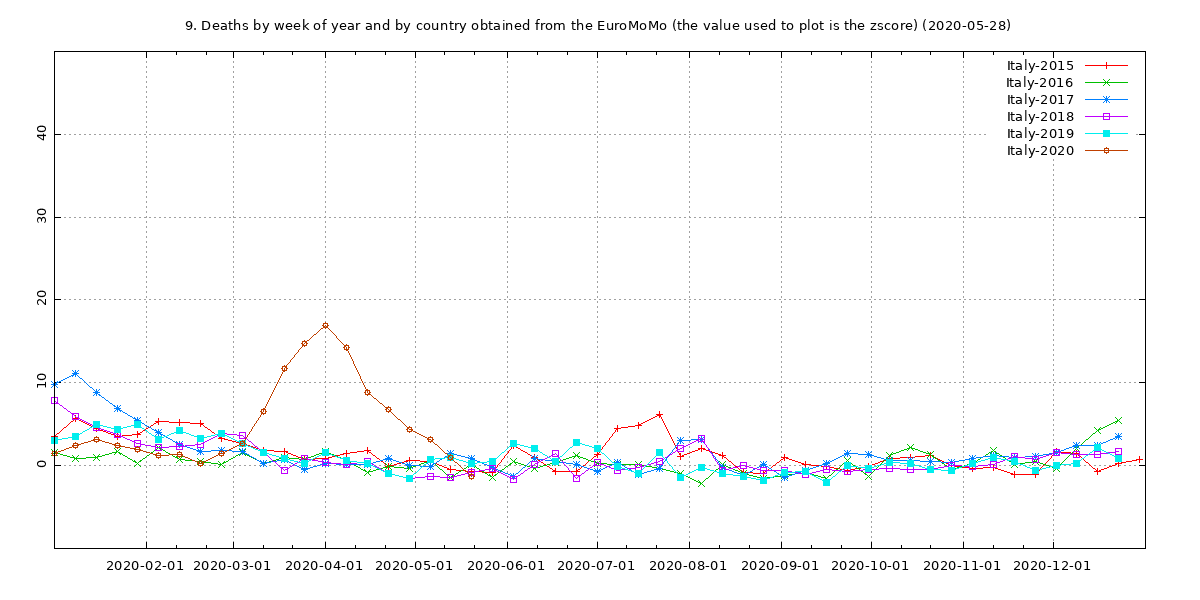 9. Deaths by week of year and by country obtained from the EuroMoMo (the value used to plot is the zscore) (2020-05-28)
Italy-2015
Italy-2016
Italy-2017
Italy-2018
Italy-2019
Italy-2020
40
30
20
10
0
2020-02-01 2020-03-01 2020-04-01 2020-05-01 2020-06-01 2020-07-01 2020-08-01 2020-09-01 2020-10-01 2020-11-01 2020-12-01